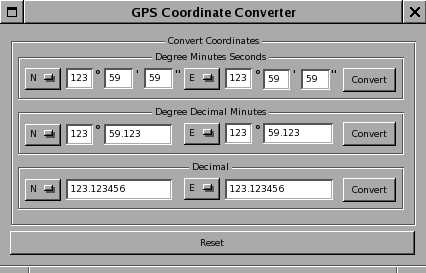 GPS Coordinate Converter
Convert Coordinates
Degree Minutes Seconds
N 123 ° 59 ' 59 " E 123 ° 59 ' 59 " Convert
Degree Decimal Minutes
N 123 ° 59.123 E 123 ° 59.123 Convert
Decimal
N 123.123456 E 123.123456 Convert
Reset